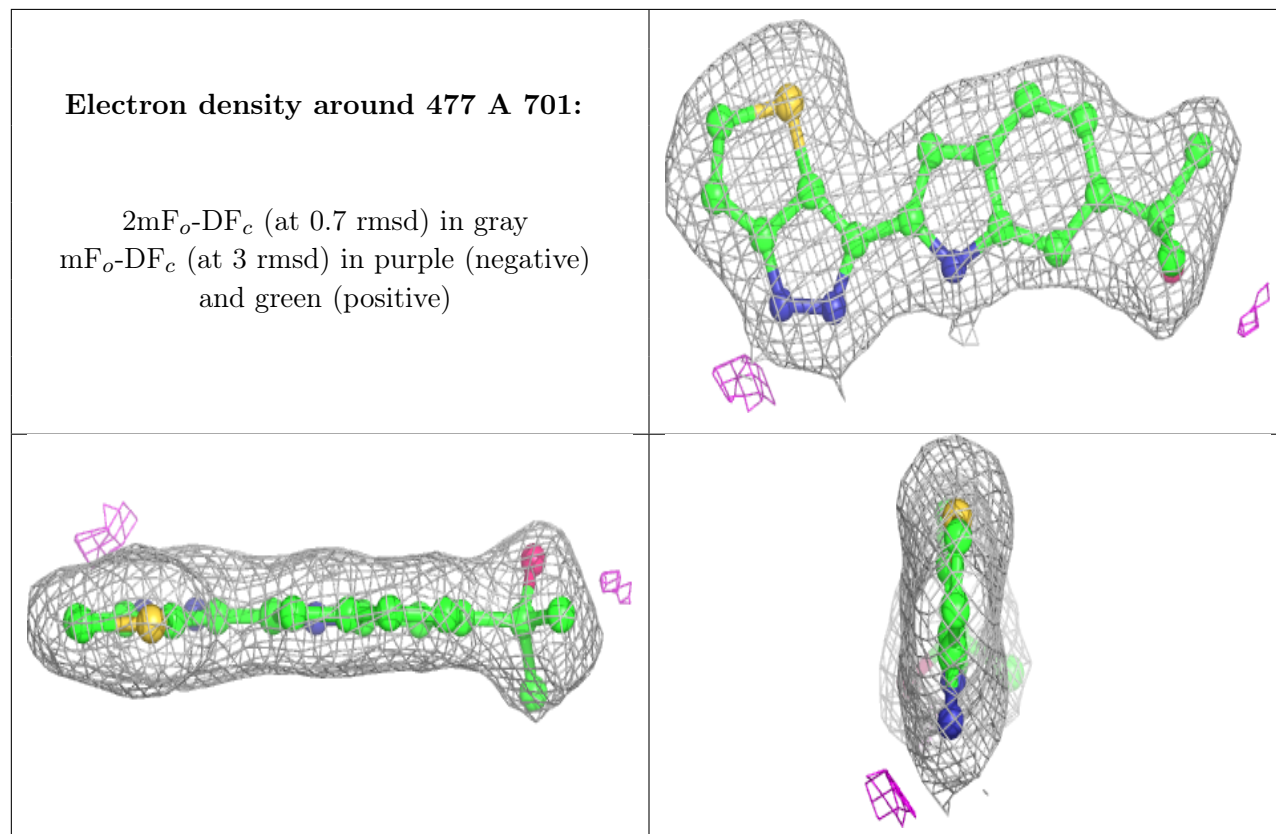 Electron density around 477 A 701:
2mFo-DFc (at 0.7 rmsd) in gray
mFo-DFc (at 3 rmsd) in purple (negative)
and green (positive)